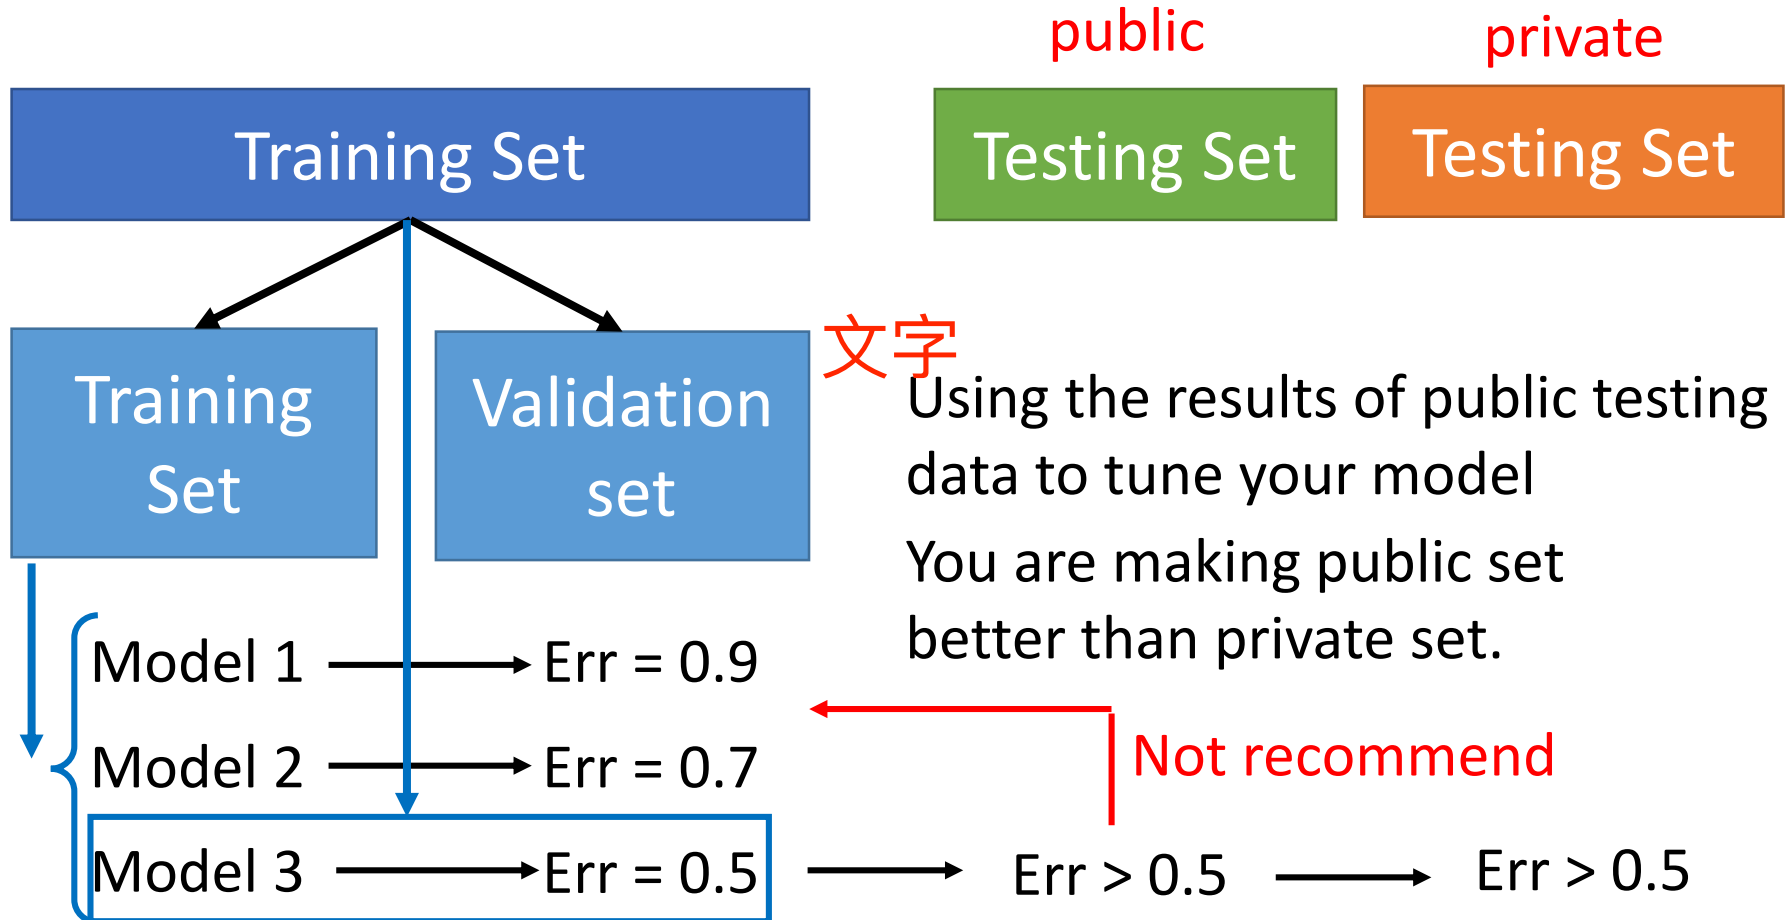 public
private
Training Set
Testing Set
Testing Set
Training
Set
Validation
set
文字
Using the results of public testing
data to tune your model
You are making public set
better than private set.
Model 1
Err = 0.9
Model 2
Err = 0.7
Not recommend
Model 3
Err = 0.5
Err > 0.5
Err > 0.5